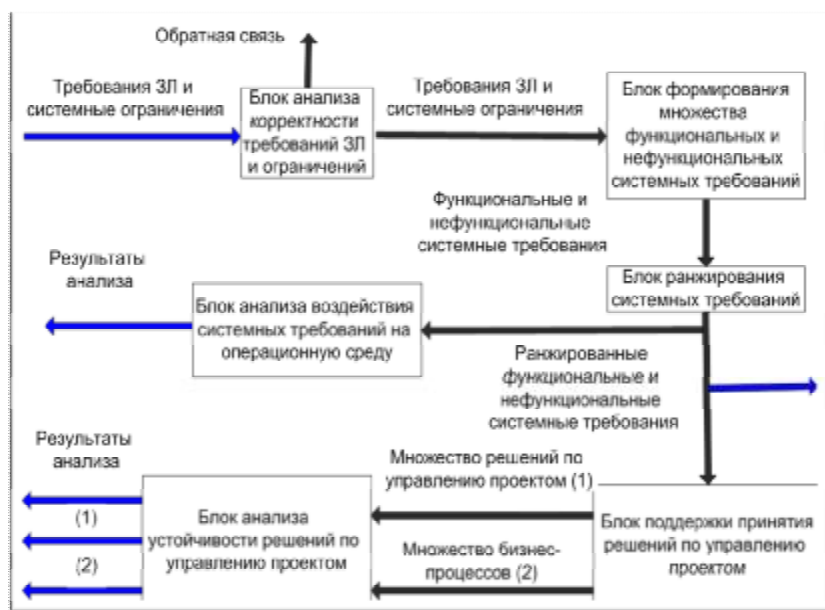 Обратная связь
Требования ЗЛ и
системные ограничения
Блок анализа
корректности
требований ЗЛ
и ограничений
Требования ЗЛ и
системные ограничения
Блок формирования
множества
функциональных и
нефункциональных
системных требований
Функциональные и
нефункциональные
системные требования
Результаты
анализа
Блок анализа воздействия
системных требований на
операционную среду
Блок ранжирования
системных требований
Ранжированные
функциональные и
нефункциональные
системные требования
Результаты
анализа
(1)
(2)
Блок анализа
устойчивости решений по
управлению проектом
Множество решений по
управлению проектом (1)
Множество бизнес-
процессов (2)
Блок поддержки принятия
решений по управлению
проектом